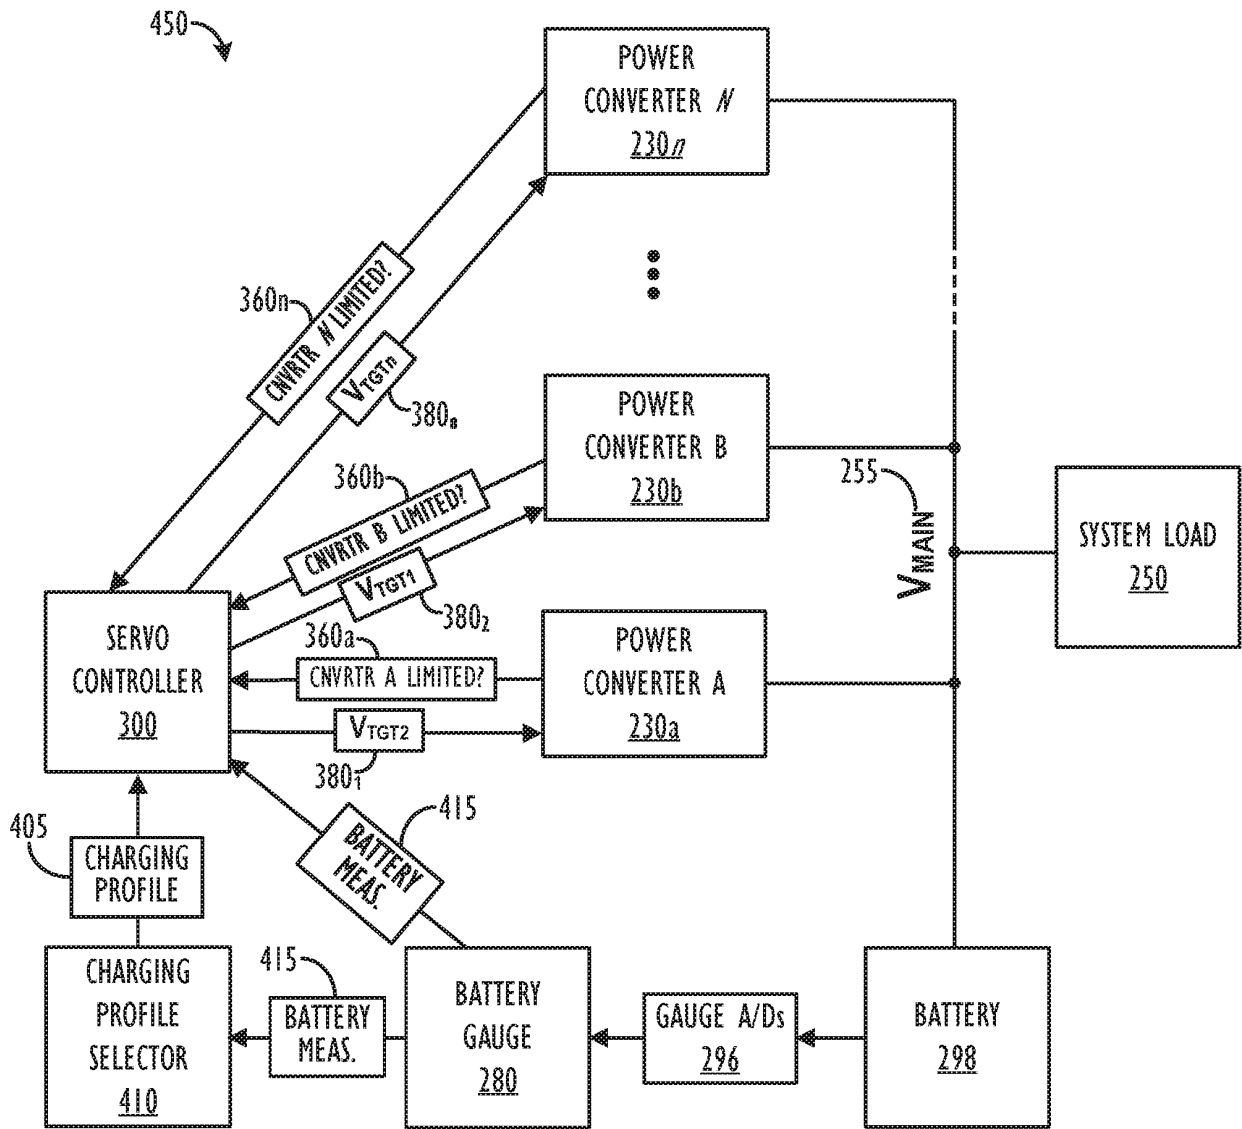 450
POWER
CONVERTER N
230n
360n
CNVRTR N LIMITED?
VTGTn
380n
POWER
CONVERTER B
230b
360b
CNVRTR B LIMITED?
VTGT1
380₂
255
VMAIN
SYSTEM LOAD
250
SERVO
CONTROLLER
300
360a
CNVRTR A LIMITED?
VTGT2
380₁
POWER
CONVERTER A
230a
405
CHARGING
PROFILE
415
BATTERY
MEAS.
CHARGING
PROFILE
SELECTOR
410
415
BATTERY
MEAS.
BATTERY
GAUGE
280
GAUGE A/Ds
296
BATTERY
298